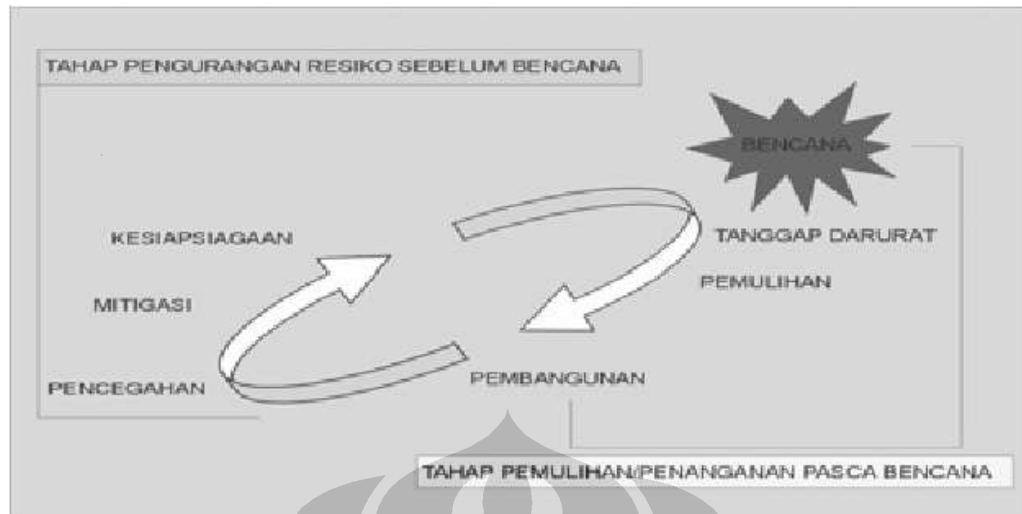 TAHAP PENGURANGAN RESIKO SEBELUM BENCANA
BENCANA
KESIAPSIAGAAN
TANGGAP DARURAT
PEMULIHAN
MITIGASI
PENCEGAHAN
PEMBANGUNAN
TAHAP PEMULIHAN/PENANGANAN PASCA BENCANA